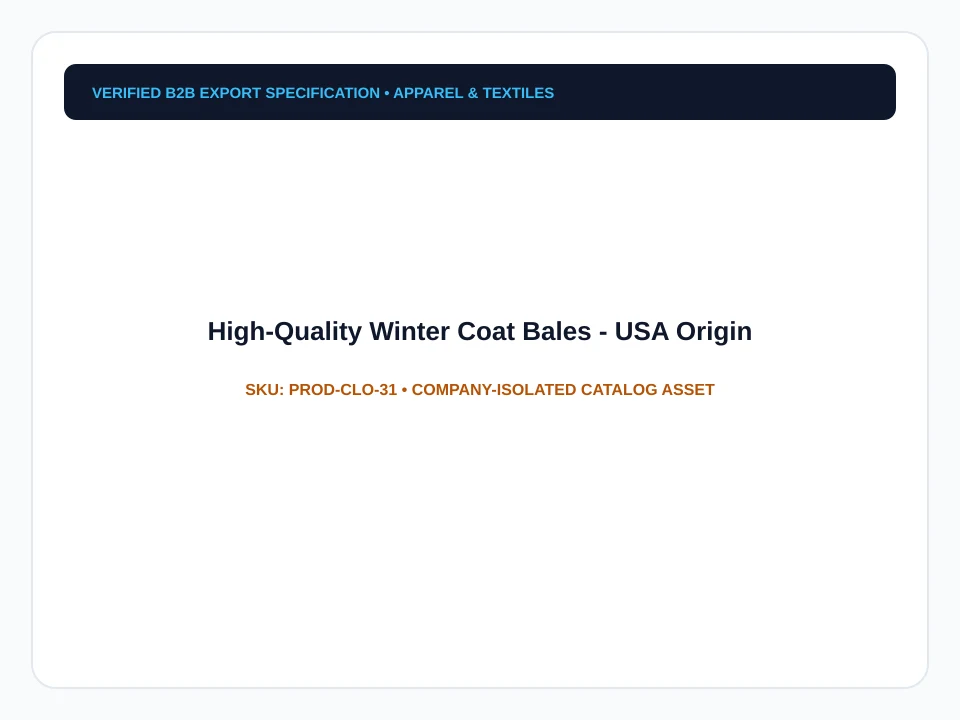 VERIFIED B2B EXPORT SPECIFICATION • APPAREL & TEXTILES
High-Quality Winter Coat Bales - USA Origin
SKU: PROD-CLO-31 • COMPANY-ISOLATED CATALOG ASSET